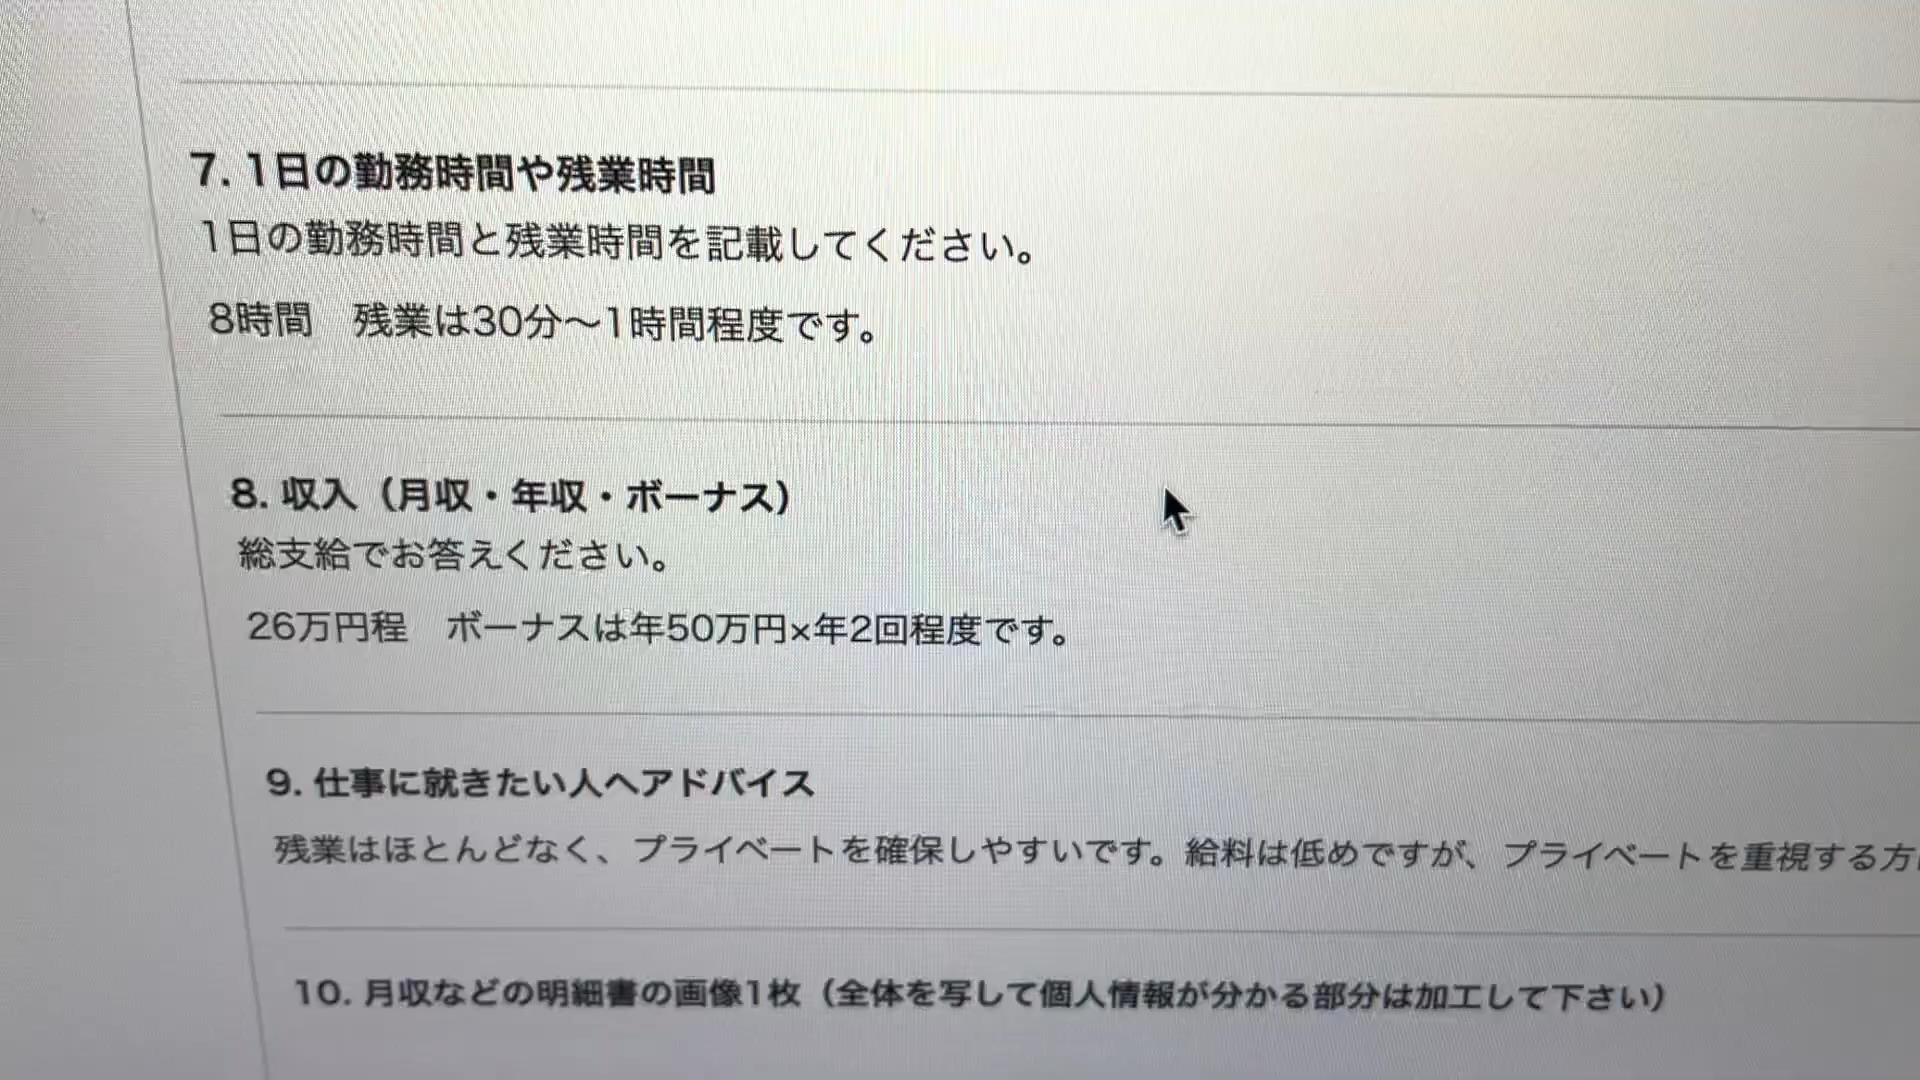 7. 1日の勤務時間や残業時間
1日の勤務時間と残業時間を記載してください。
8時間　残業は30分〜1時間程度です。
8. 収入（月収・年収・ボーナス）
総支給でお答えください。
26万円程　ボーナスは年50万円×年2回程度です。
9. 仕事に就きたい人へアドバイス
残業はほとんどなく、プライベートを確保しやすいです。給料は低めですが、プライベートを重視する方
10. 月収などの明細書の画像1枚（全体を写して個人情報が分かる部分は加工して下さい）